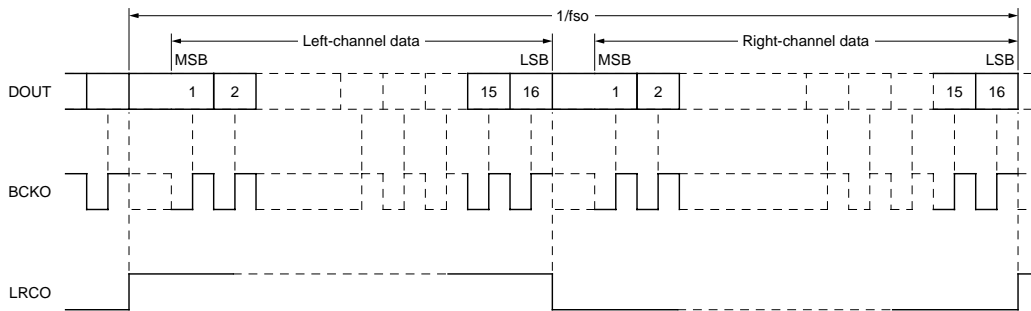 1/fso
Left-channel data Right-channel data
MSB LSB MSB LSB
DOUT 1 2 15 16 1 2 15 16
BCKO
LRCO